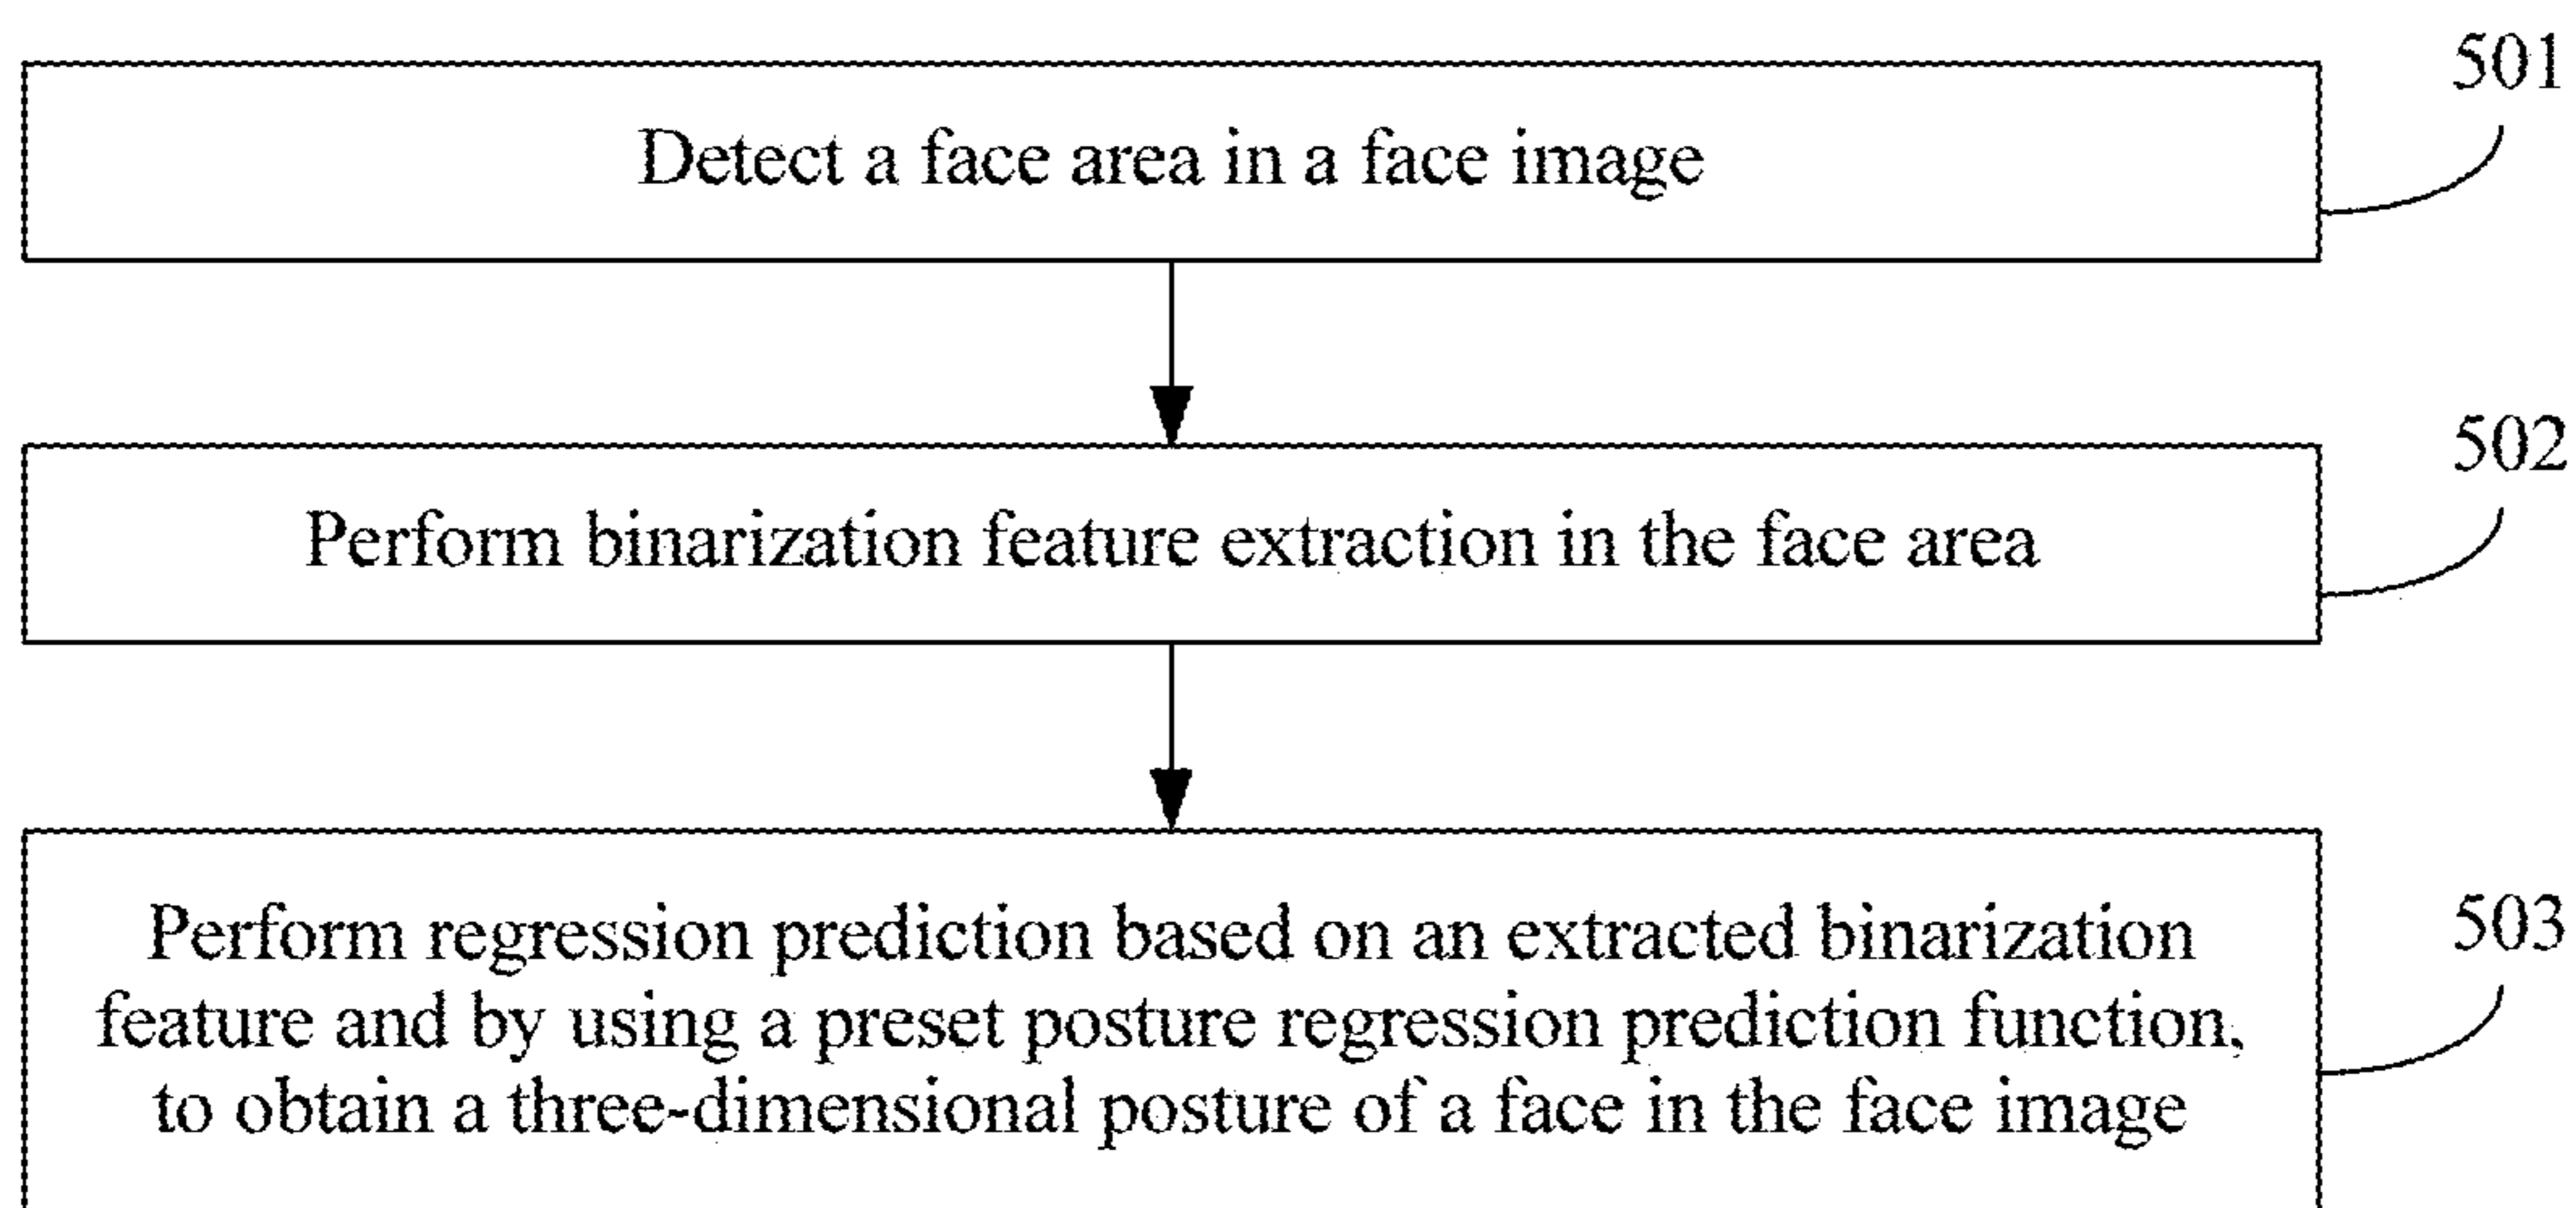 501
Detect a face area in a face image
502
Perform binarization feature extraction in the face area
503
Perform regression prediction based on an extracted binarization
feature and by using a preset posture regression prediction function,
to obtain a three-dimensional posture of a face in the face image